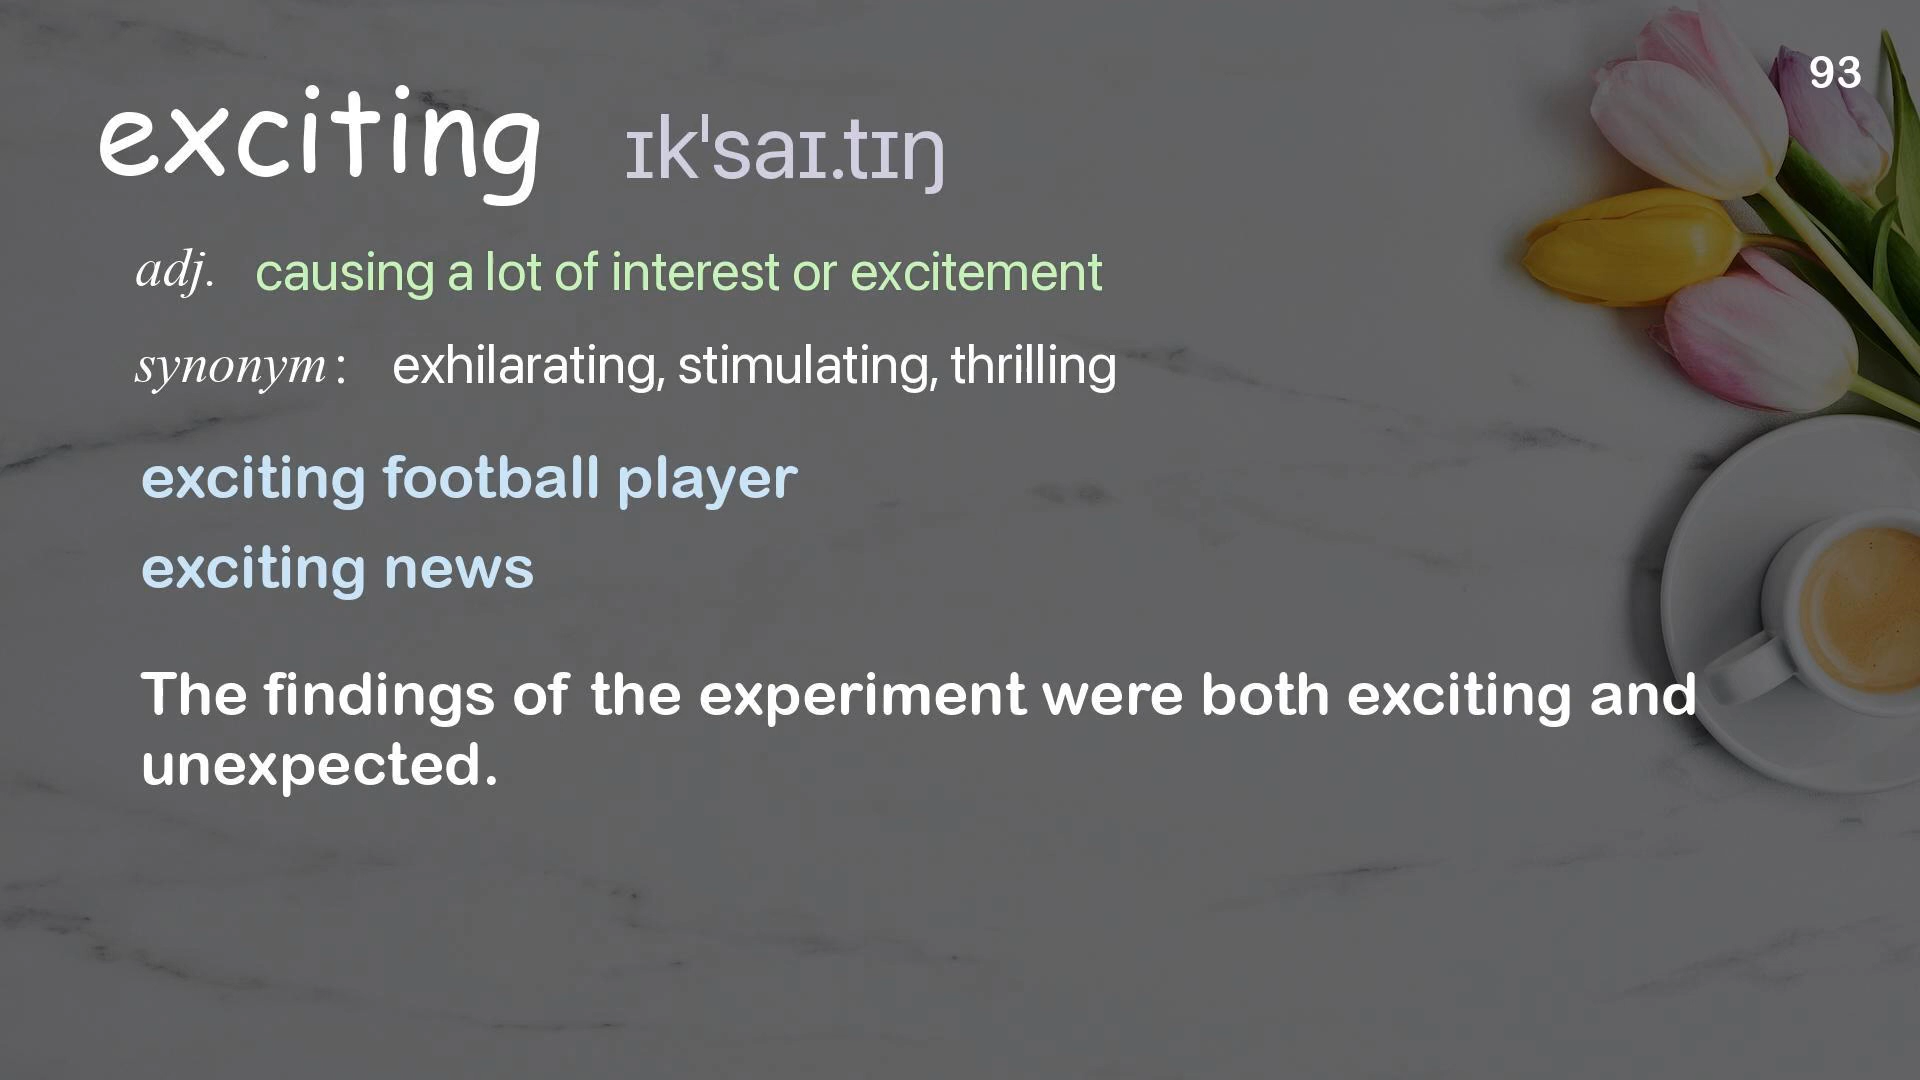 93
exciting ɪkˈsaɪ.tɪŋ
adj. causing a lot of interest or excitement
synonym: exhilarating, stimulating, thrilling
exciting football player
exciting news
The findings of the experiment were both exciting and
unexpected.